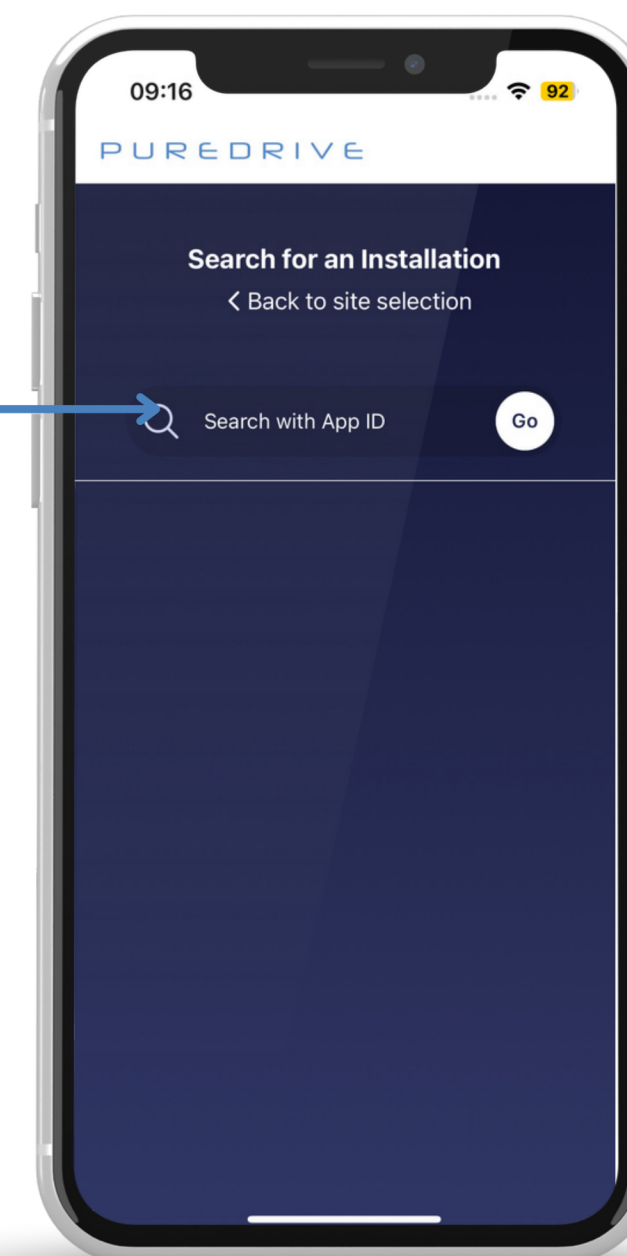 09:16
92
PUREDRIVE
Search for an Installation
Back to site selection
Search with App ID
Go